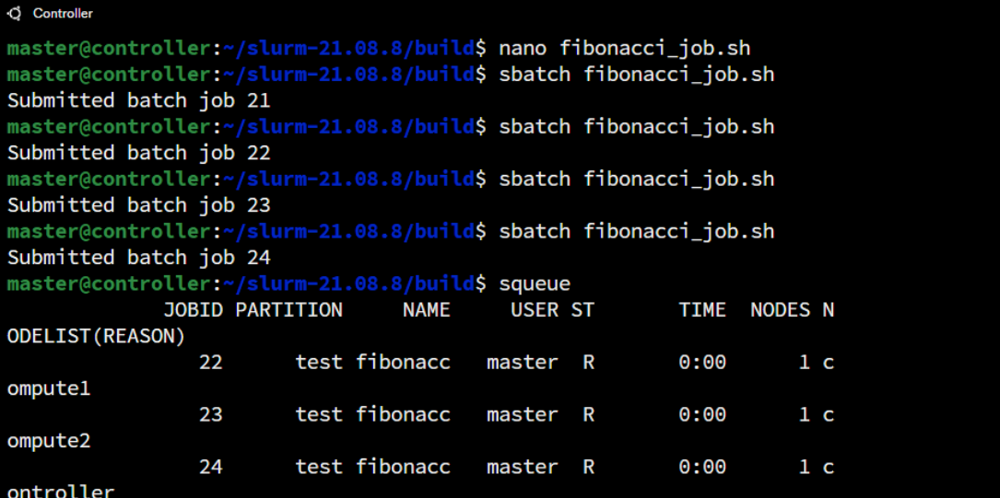 Controller
master@controller:~/slurm-21.08.8/build$ nano fibonacci_job.sh
master@controller:~/slurm-21.08.8/build$ sbatch fibonacci_job.sh
Submitted batch job 21
master@controller:~/slurm-21.08.8/build$ sbatch fibonacci_job.sh
Submitted batch job 22
master@controller:~/slurm-21.08.8/build$ sbatch fibonacci_job.sh
Submitted batch job 23
master@controller:~/slurm-21.08.8/build$ sbatch fibonacci_job.sh
Submitted batch job 24
master@controller:~/slurm-21.08.8/build$ squeue
JOBID PARTITION NAME USER ST TIME NODES N
ODELIST(REASON)
22 test fibonacc master R 0:00 1 c
ompute1
23 test fibonacc master R 0:00 1 c
ompute2
24 test fibonacc master R 0:00 1 c
ontroller